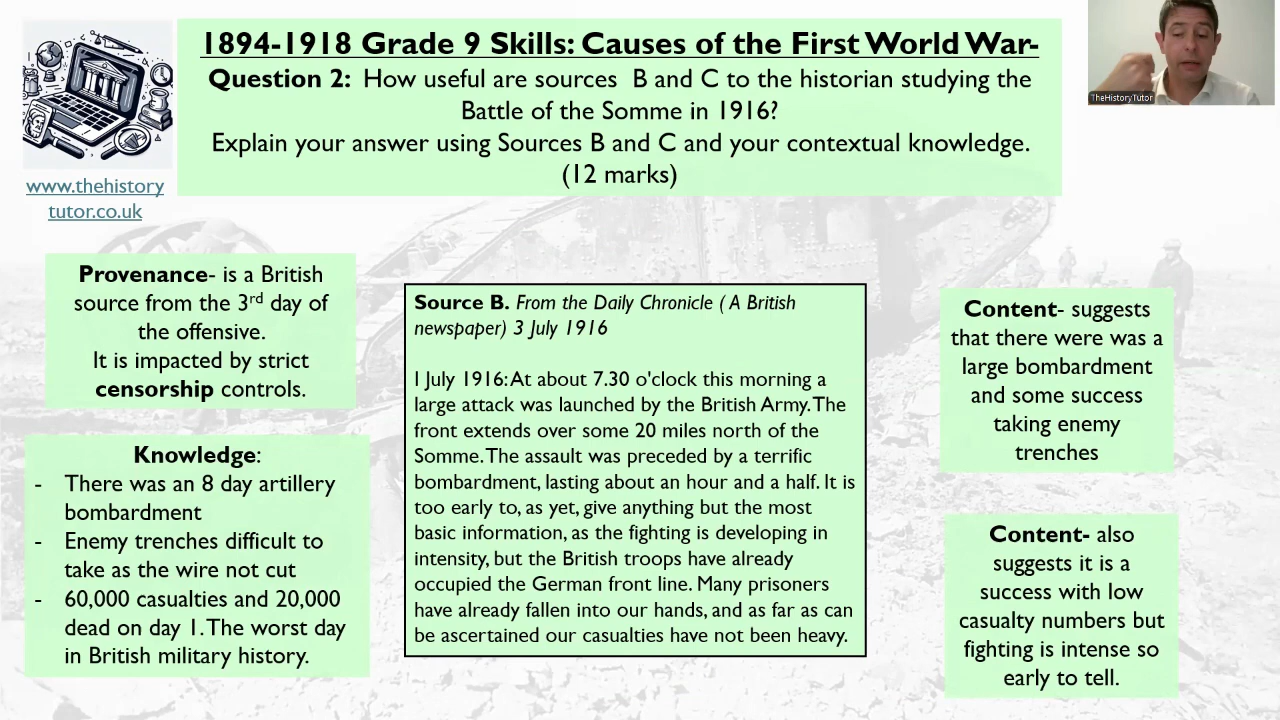 1894-1918 Grade 9 Skills: Causes of the First World War-
Question 2: How useful are sources B and C to the historian studying the
Battle of the Somme in 1916?
Explain your answer using Sources B and C and your contextual knowledge.
(12 marks)
TheHistoryTutor
www.thehistory
tutor.co.uk
Provenance- is a British
source from the 3rd day of
the offensive.
It is impacted by strict
censorship controls.
Knowledge:
- There was an 8 day artillery
bombardment
- Enemy trenches difficult to
take as the wire not cut
- 60,000 casualties and 20,000
dead on day 1. The worst day
in British military history.
Source B. From the Daily Chronicle ( A British
newspaper) 3 July 1916
I July 1916: At about 7.30 o'clock this morning a
large attack was launched by the British Army. The
front extends over some 20 miles north of the
Somme. The assault was preceded by a terrific
bombardment, lasting about an hour and a half. It is
too early to, as yet, give anything but the most
basic information, as the fighting is developing in
intensity, but the British troops have already
occupied the German front line. Many prisoners
have already fallen into our hands, and as far as can
be ascertained our casualties have not been heavy.
Content- suggests
that there were was a
large bombardment
and some success
taking enemy
trenches
Content- also
suggests it is a
success with low
casualty numbers but
fighting is intense so
early to tell.